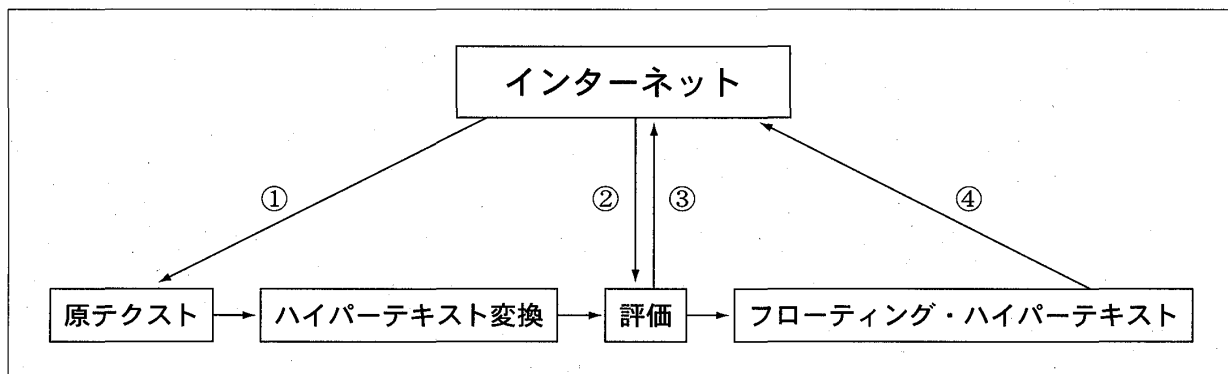 インターネット
①
②
③
④
原テクスト
ハイパーテキスト変換
評価
フローティング・ハイパーテキスト